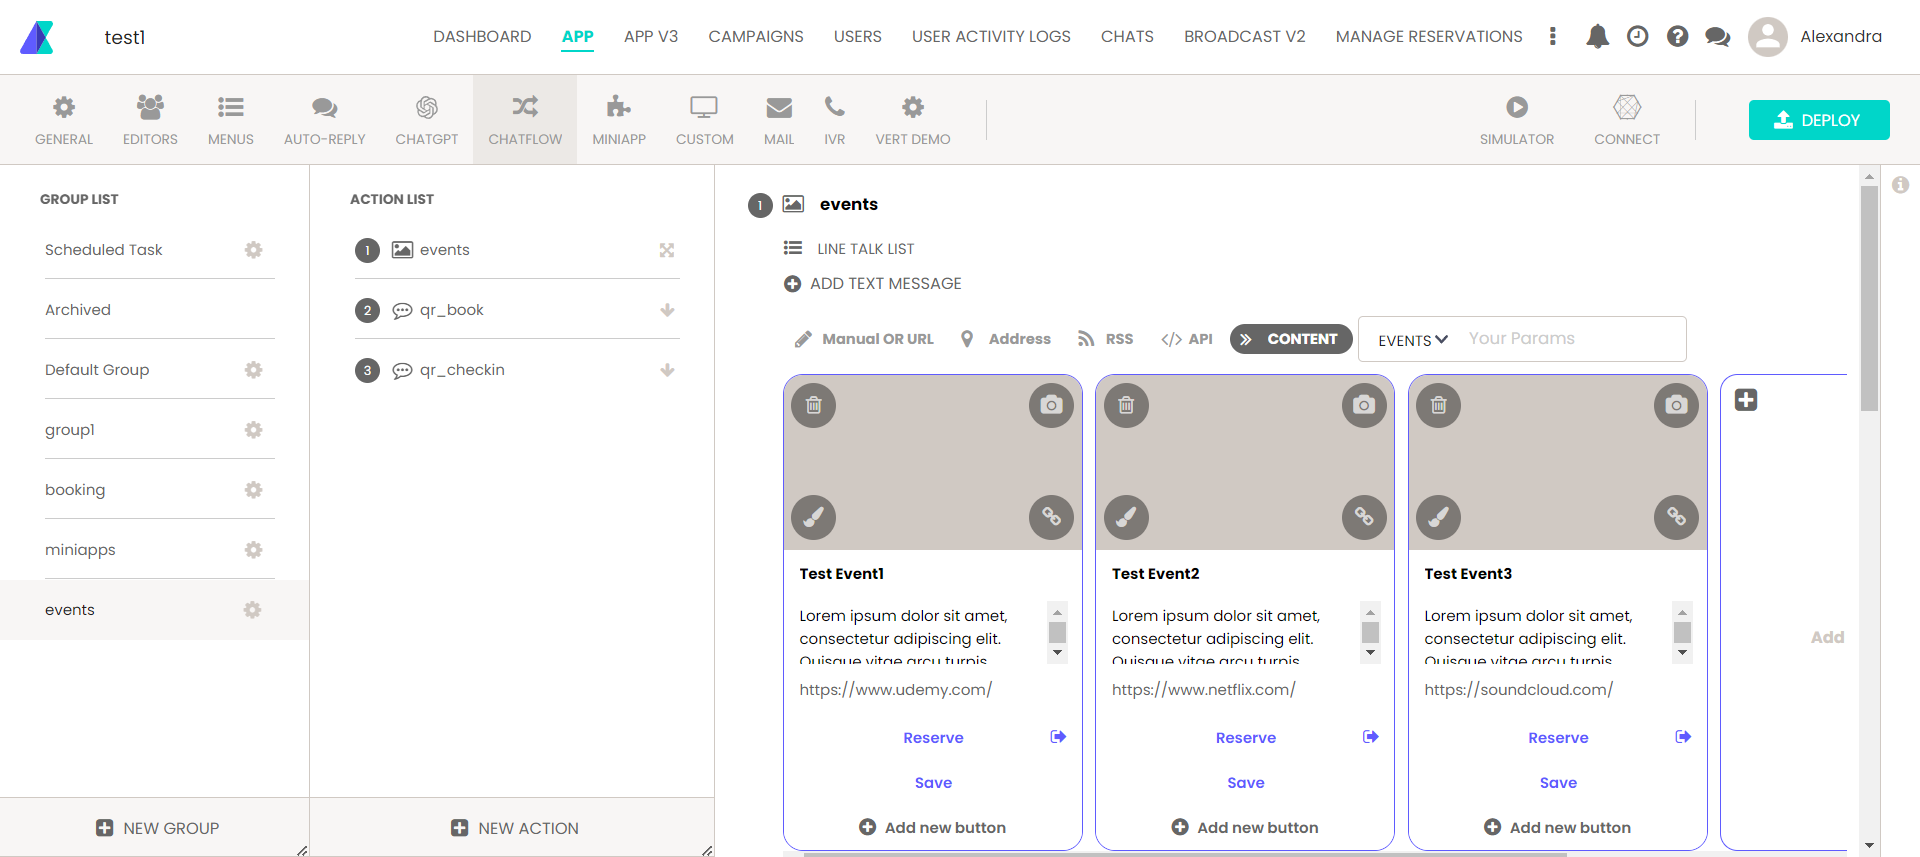 test1
DASHBOARD APP APP V3 CAMPAIGNS USERS USER ACTIVITY LOGS CHATS BROADCAST V2 MANAGE RESERVATIONS Alexandra
GENERAL EDITORS MENUS AUTO-REPLY CHATGPT CHATFLOW MINIAPP CUSTOM MAIL IVR VERT DEMO SIMULATOR CONNECT DEPLOY
GROUP LIST
Scheduled Task
Archived
Default Group
group1
booking
miniapps
events
NEW GROUP
ACTION LIST
1 events
2 qr_book
3 qr_checkin
NEW ACTION
1 events
LINE TALK LIST
ADD TEXT MESSAGE
Manual OR URL Address RSS API CONTENT EVENTS Your Params
Test Event1
Lorem ipsum dolor sit amet,
consectetur adipiscing elit.
Quisque vitae arcu turpis
https://www.udemy.com/
Reserve
Save
Add new button
Test Event2
Lorem ipsum dolor sit amet,
consectetur adipiscing elit.
Quisque vitae arcu turpis
https://www.netflix.com/
Reserve
Save
Add new button
Test Event3
Lorem ipsum dolor sit amet,
consectetur adipiscing elit.
Quisque vitae arcu turpis
https://soundcloud.com/
Reserve
Save
Add new button
Add